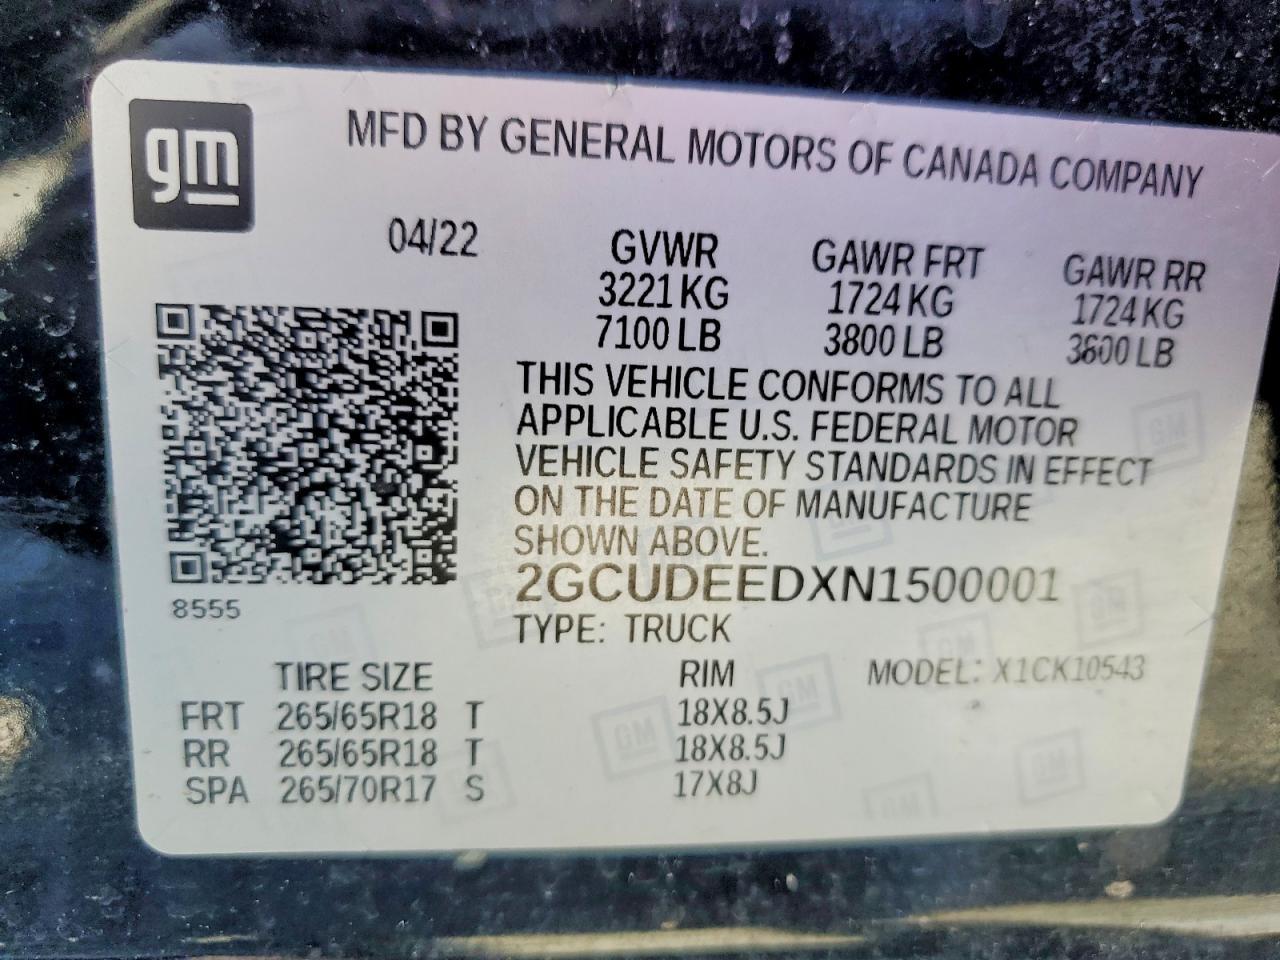 gm
MFD BY GENERAL MOTORS OF CANADA COMPANY
04/22
GVWR GAWR FRT GAWR RR
3221 KG 1724 KG 1724 KG
7100 LB 3800 LB 3800 LB
THIS VEHICLE CONFORMS TO ALL
APPLICABLE U.S. FEDERAL MOTOR
VEHICLE SAFETY STANDARDS IN EFFECT
ON THE DATE OF MANUFACTURE
SHOWN ABOVE.
2GCUDEEDXN1500001
TYPE: TRUCK
8555
TIRE SIZE RIM MODEL: X1CK10543
FRT 265/65R18 T 18X8.5J
RR 265/65R18 T 18X8.5J
SPA 265/70R17 S 17X8J